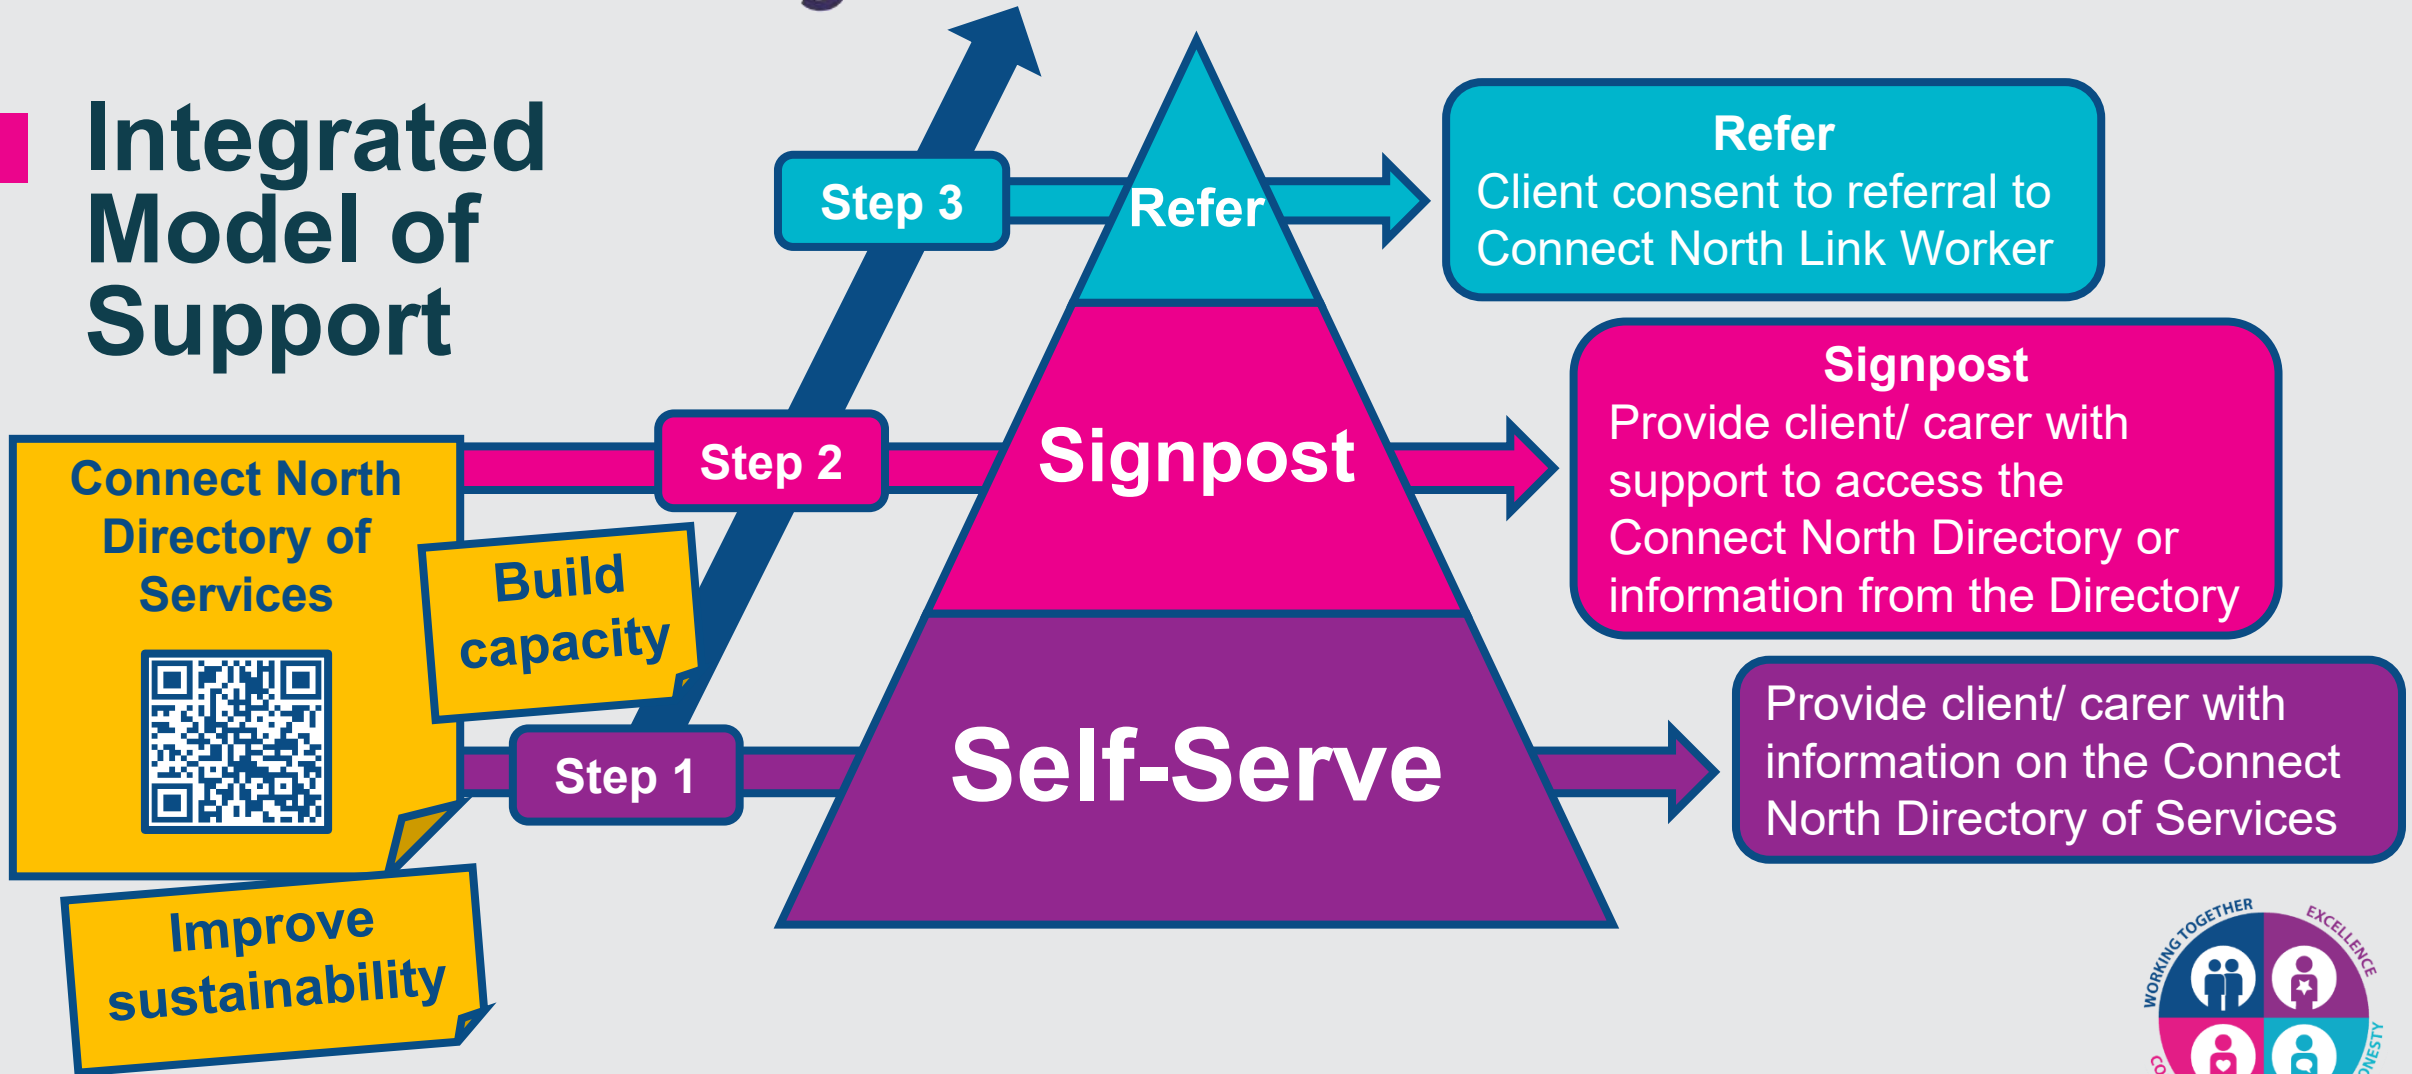 Integrated
Model of
Support
Step 3
Refer
Refer
Client consent to referral to
Connect North Link Worker
Step 2
Signpost
Signpost
Provide client/ carer with
support to access the
Connect North Directory or
information from the Directory
Connect North
Directory of
Services
Build
capacity
Step 1
Self-Serve
Provide client/ carer with
information on the Connect
North Directory of Services
Improve
sustainability
WORKING TOGETHER
EXCELLENCE